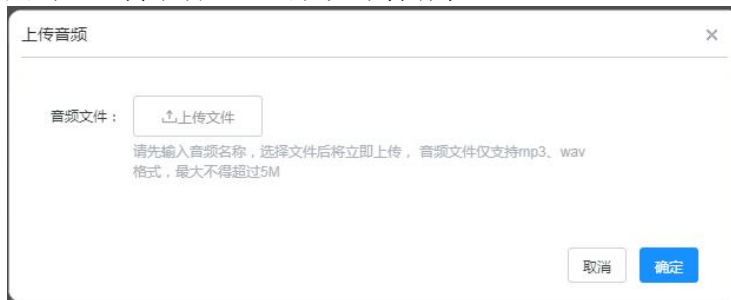 上传音频
音频文件：
上传文件
请先输入音频名称，选择文件后将立即上传， 音频文件仅支持mp3、wav
格式，最大不得超过5M
取消
确定